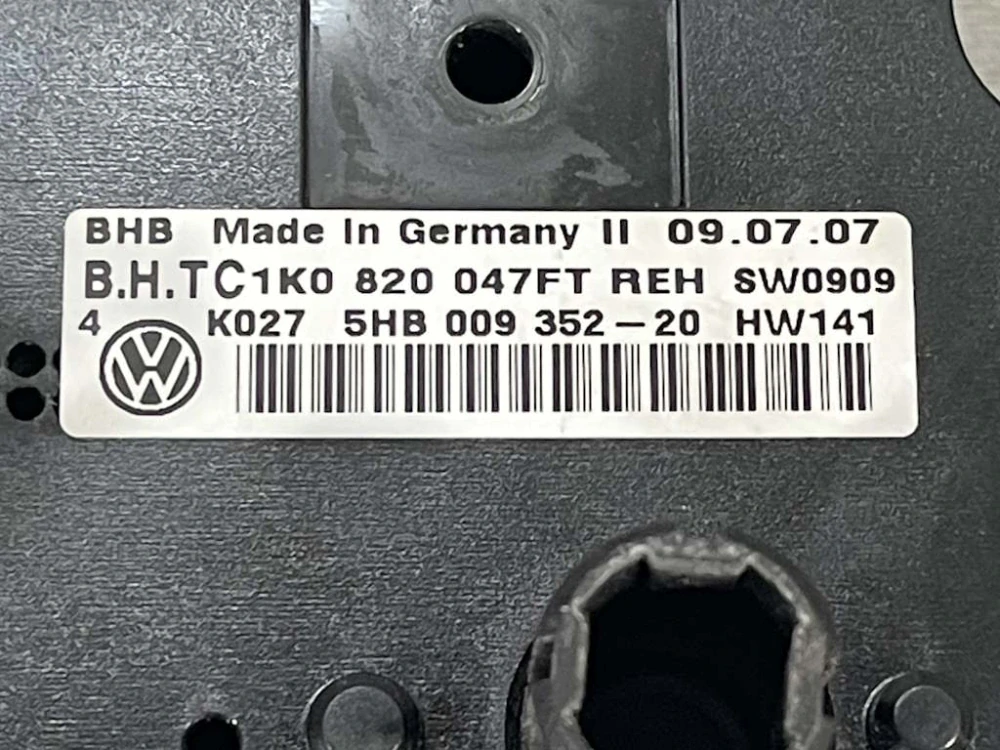 BHB Made In Germany II 09.07.07
B.H.TC1K0 820 047FT REH SW0909
4 K027 5HB 009 352-20 HW141